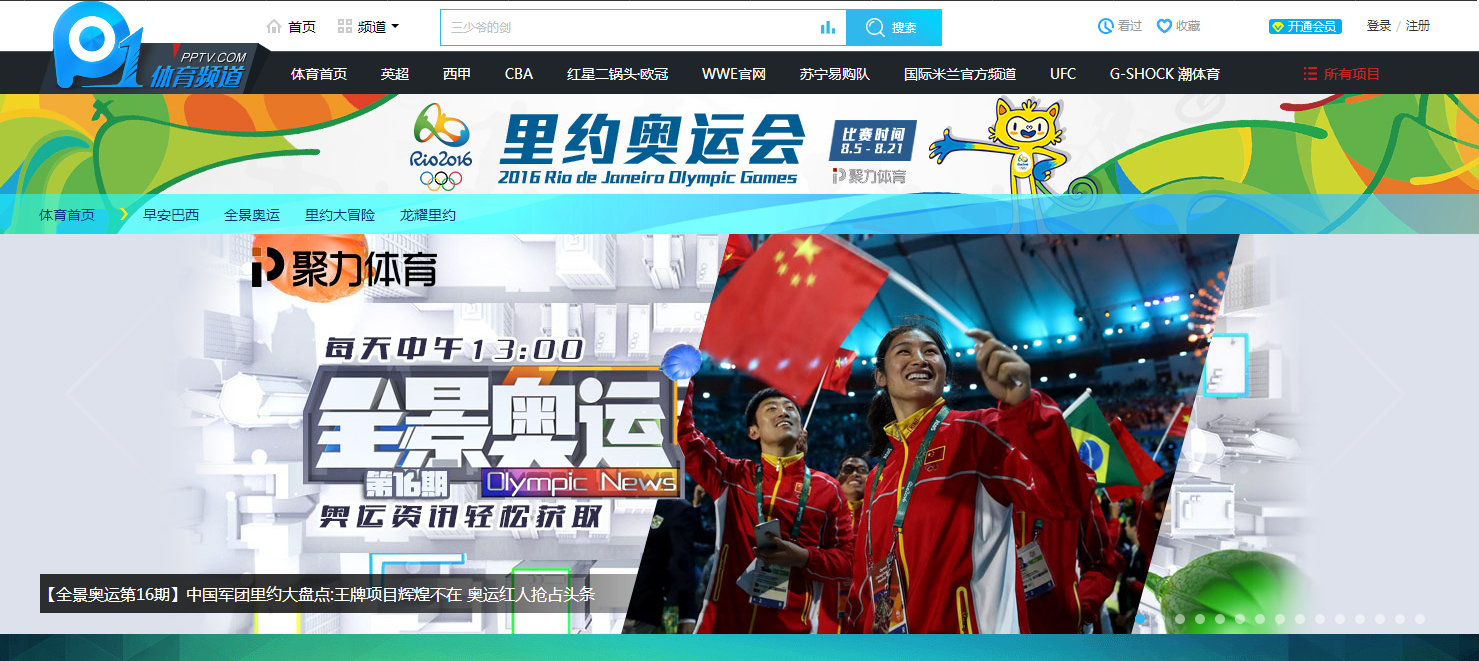 首页 频道 三少爷的剑 搜索 看过 收藏 开通会员 登录 / 注册
PPTV.COM
体育频道
体育首页 英超 西甲 CBA 红星二锅头·欧冠 WWE官网 苏宁易购队 国际米兰官方频道 UFC G-SHOCK 潮体育 所有项目
Rio2016
里约奥运会
2016 Rio de Janeiro Olympic Games
比赛时间
8.5 - 8.21
聚力体育
体育首页 早安巴西 全景奥运 里约大冒险 龙耀里约
聚力体育
每天中午13:00
全景奥运
第16期 Olympic News
奥运资讯轻松获取
【全景奥运第16期】中国军团里约大盘点:王牌项目辉煌不在 奥运红人抢占头条